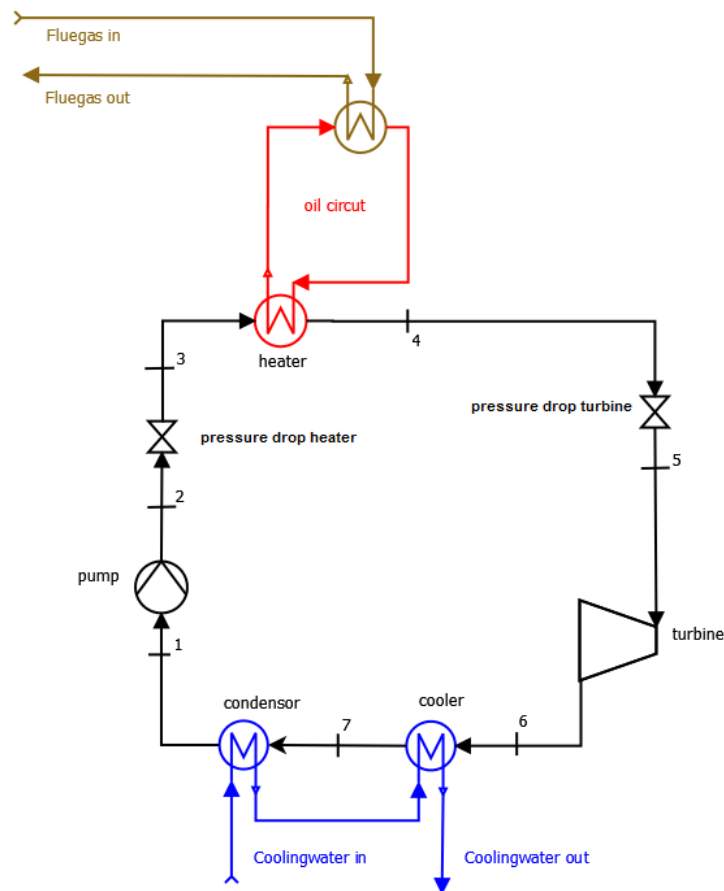 Fluegas in
Fluegas out
oil circut
heater
4
3
pressure drop turbine
pressure drop heater
5
2
pump
turbine
1
condensor
7
cooler
6
Coolingwater in
Coolingwater out